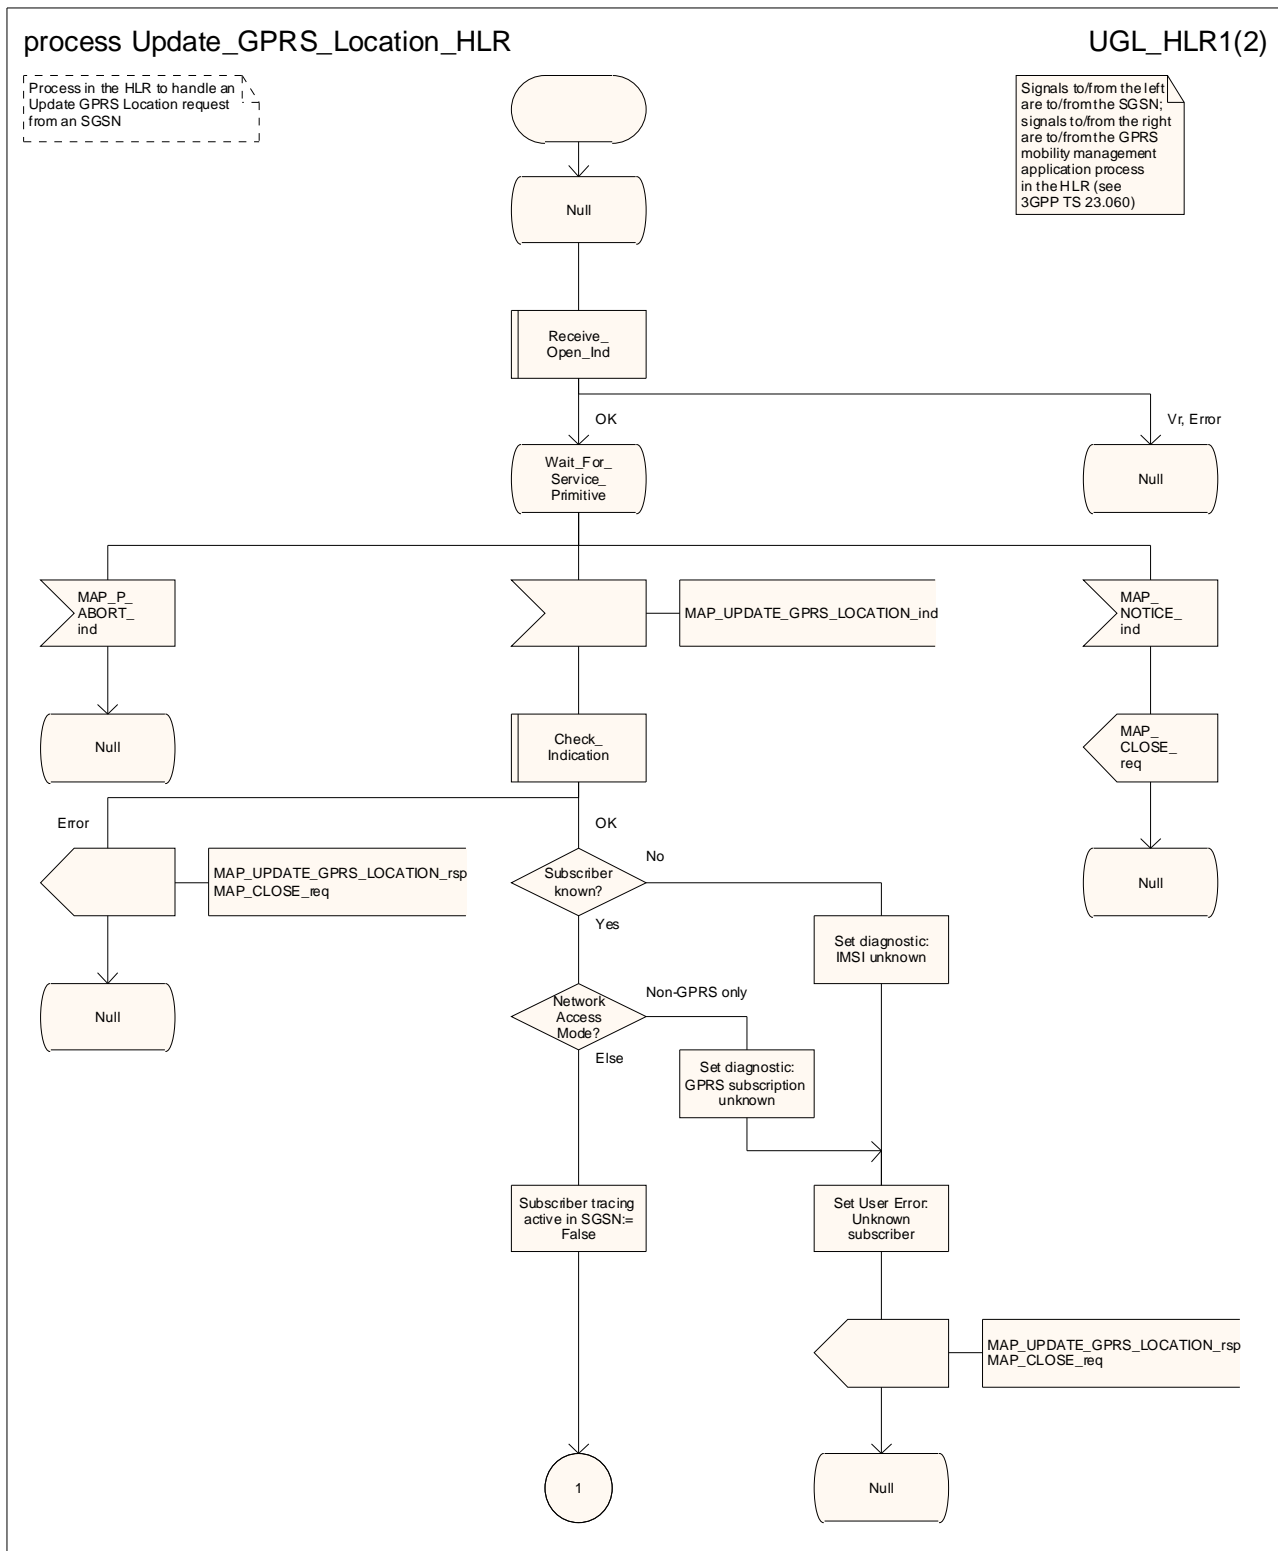 process Update_GPRS_Location_HLR
UGL_HLR1(2)
Process in the HLR to handle an
Update GPRS Location request
from an SGSN
Signals to/from the left
are to/from the SGSN;
signals to/from the right
are to/from the GPRS
mobility management
application process
in the HLR (see
3GPP TS 23.060)
Null
Receive_
Open_Ind
OK
Vr, Error
Wait_For_
Service_
Primitive
Null
MAP_P_
ABORT_
ind
MAP_UPDATE_GPRS_LOCATION_ind
MAP_
NOTICE_
ind
Null
Check_
Indication
MAP_
CLOSE_
req
Error
OK
MAP_UPDATE_GPRS_LOCATION_rsp
MAP_CLOSE_req
Subscriber
known?
No
Yes
Null
Set diagnostic:
IMSI unknown
Null
Network
Access
Mode?
Non-GPRS only
Else
Set diagnostic:
GPRS subscription
unknown
Subscriber tracing
active in SGSN:=
False
Set User Error:
Unknown
subscriber
MAP_UPDATE_GPRS_LOCATION_rsp
MAP_CLOSE_req
1
Null